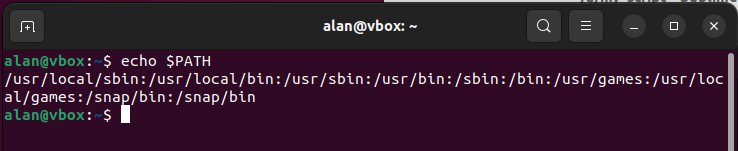 alan@vbox: ~
alan@vbox:~$ echo $PATH
/usr/local/sbin:/usr/local/bin:/usr/sbin:/usr/bin:/sbin:/bin:/usr/games:/usr/loc
al/games:/snap/bin:/snap/bin
alan@vbox:~$